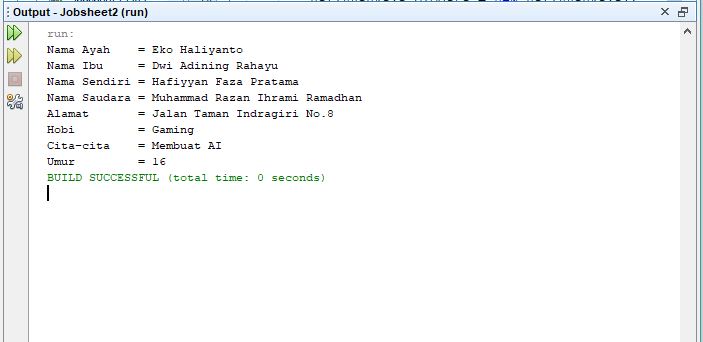 Output - Jobsheet2 (run)
run:
Nama Ayah    = Eko Haliyanto
Nama Ibu     = Dwi Adining Rahayu
Nama Sendiri = Hafiyyan Faza Pratama
Nama Saudara = Muhammad Razan Ihrami Ramadhan
Alamat       = Jalan Taman Indragiri No.8
Hobi         = Gaming
Cita-cita    = Membuat AI
Umur         = 16
BUILD SUCCESSFUL (total time: 0 seconds)